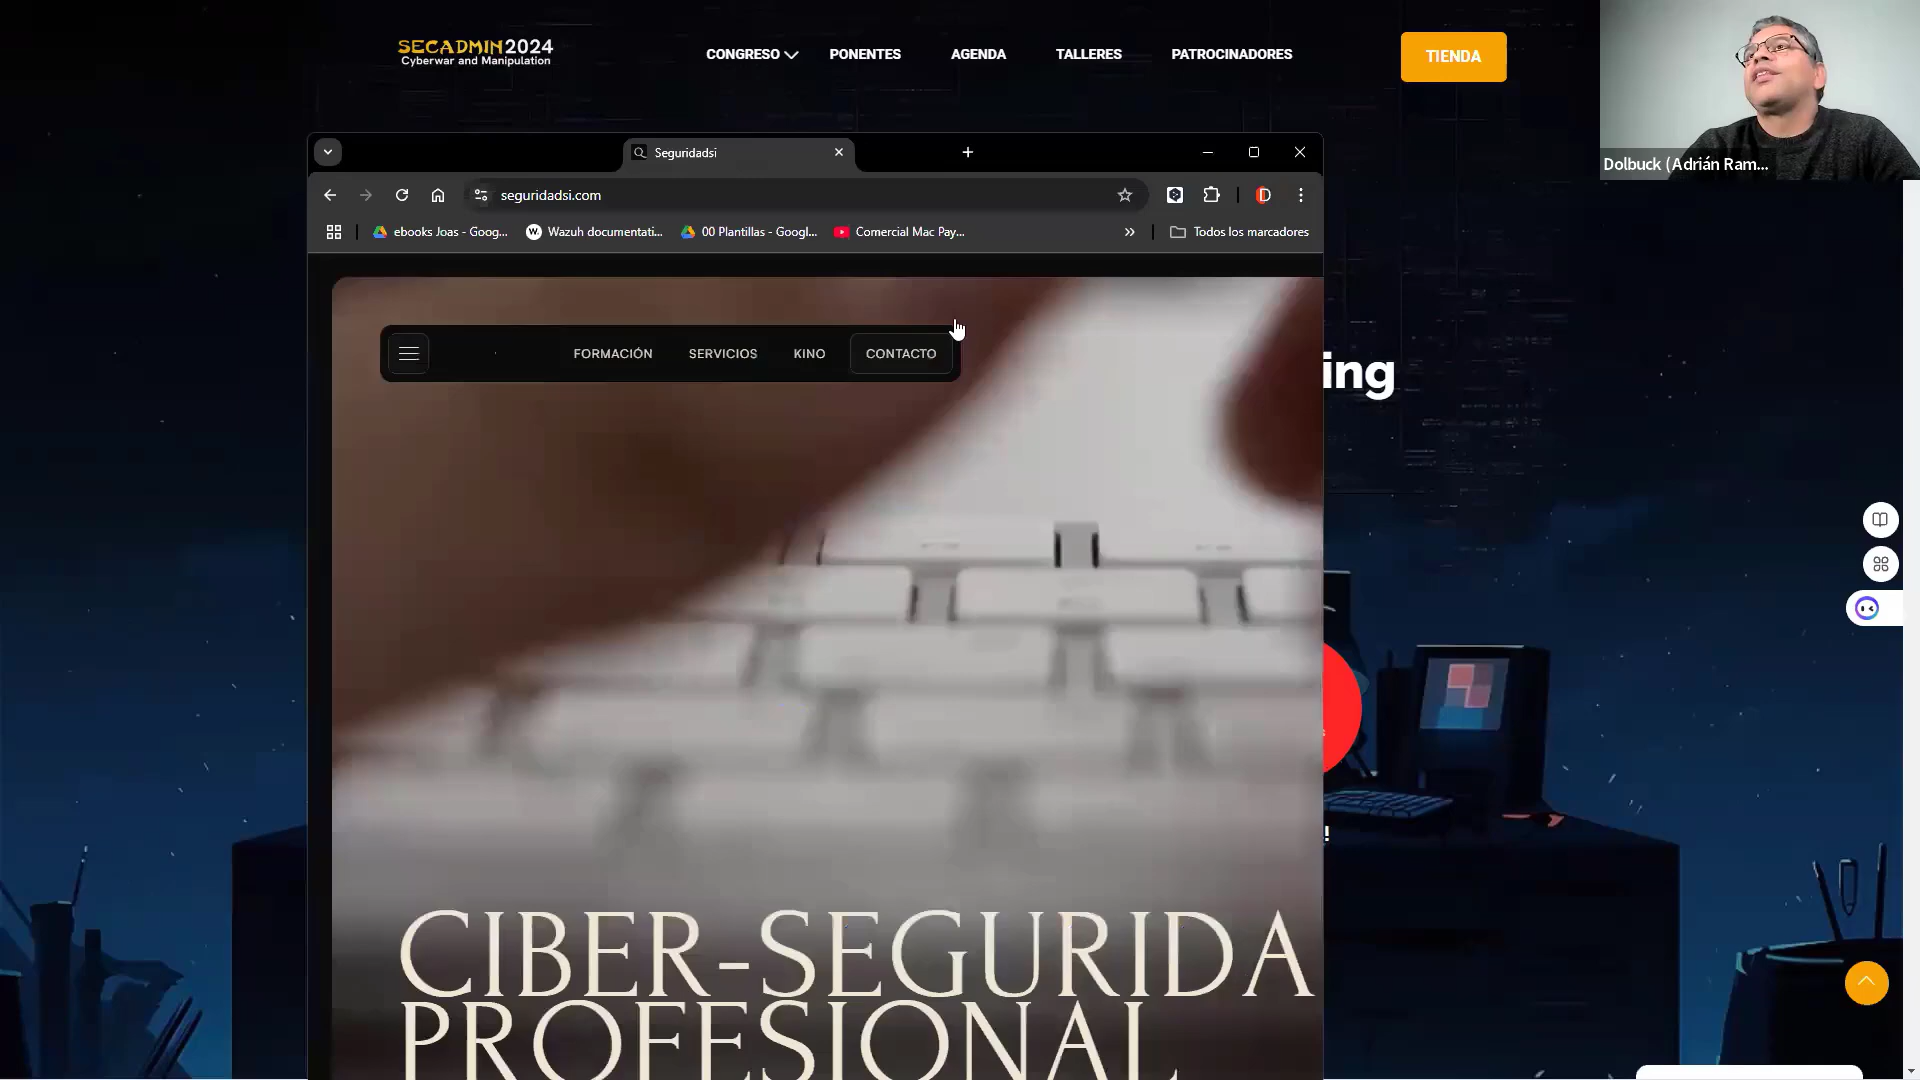 SECADMIN2024
Cyberwar and Manipulation
CONGRESO
PONENTES
AGENDA
TALLERES
PATROCINADORES
TIENDA
Dolbuck (Adrián Ram...
Seguridadsi
seguridadsi.com
ebooks Joas - Goog...
Wazuh documentati...
00 Plantillas - Googl...
Comercial Mac Pay...
Todos los marcadores
FORMACIÓN
SERVICIOS
KINO
CONTACTO
ing
CIBER-SEGURIDA
PROFESIONAL
!